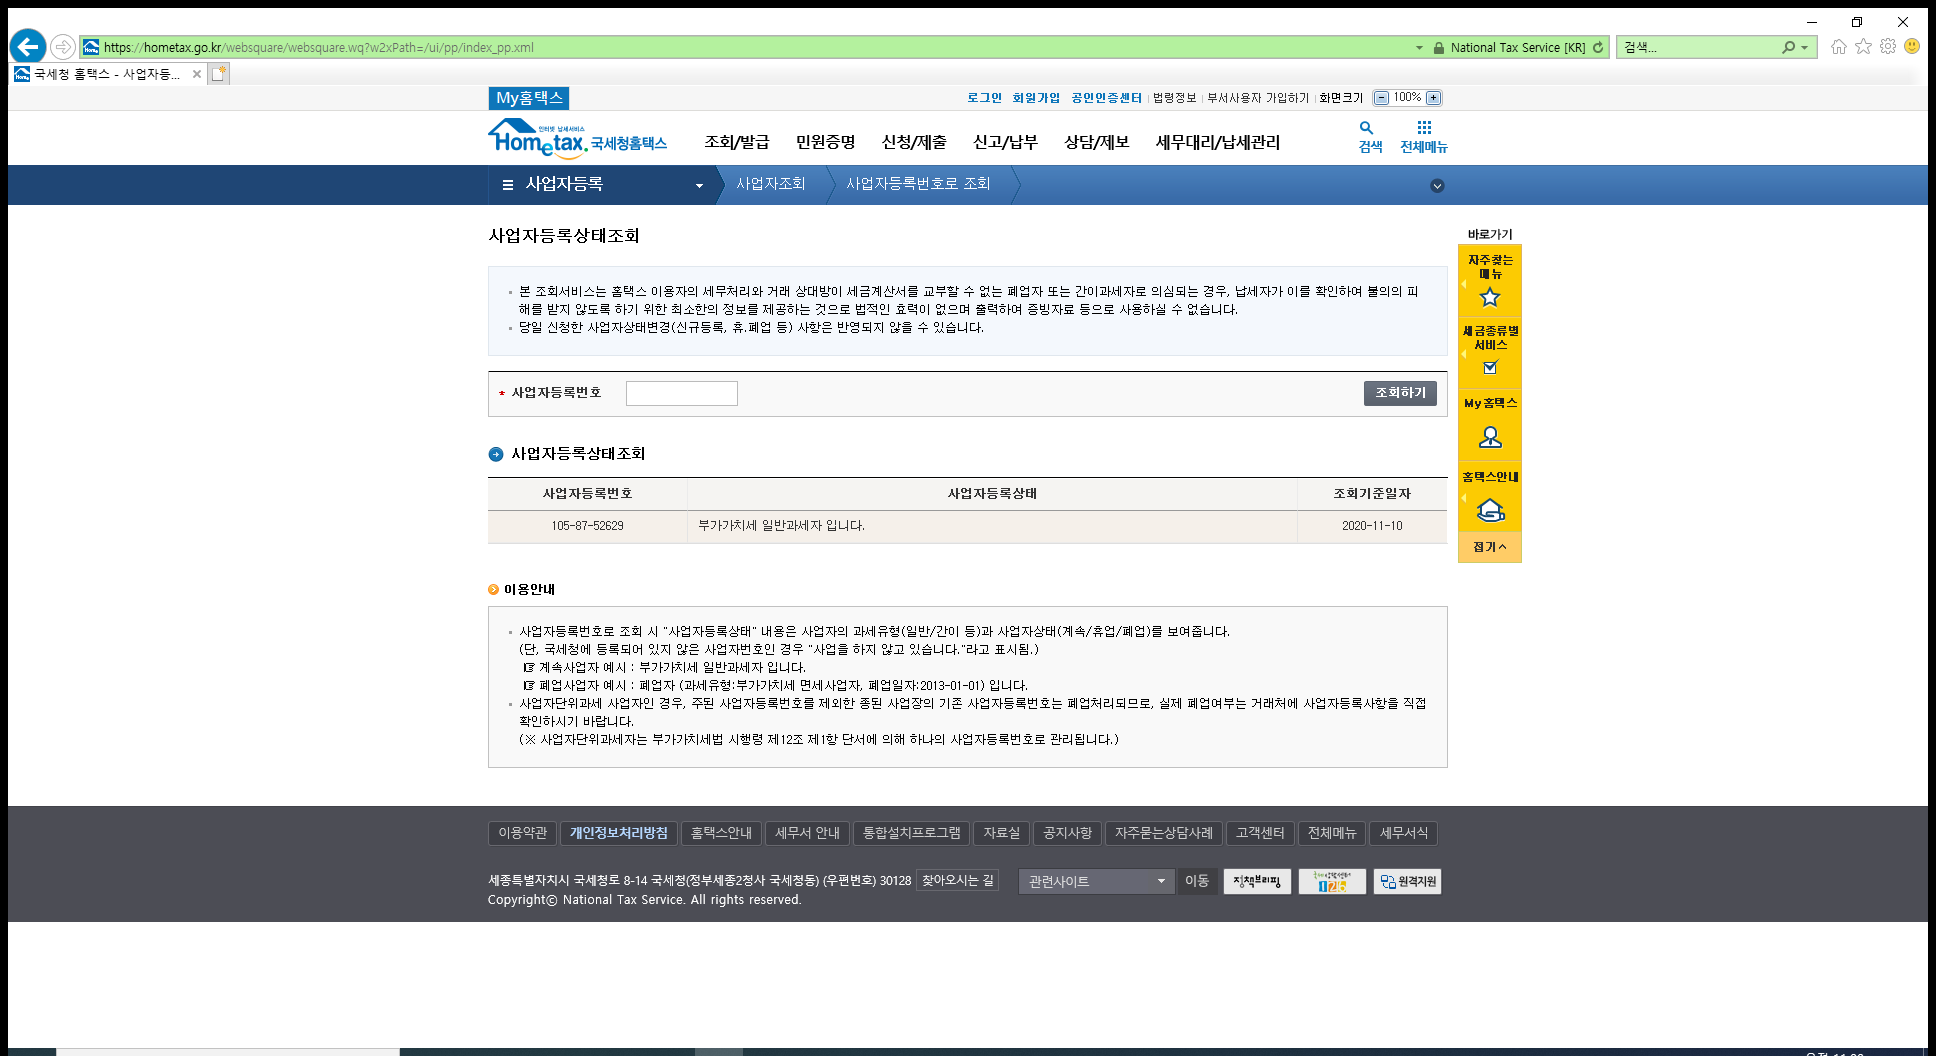 https://hometax.go.kr/websquare/websquare.wq?w2xPath=/ui/pp/index_pp.xml
National Tax Service [KR]
검색...
국세청 홈택스 - 사업자등...
My홈택스
로그인 회원가입 공인인증센터 법령정보 부서사용자 가입하기 화면크기 100%
인터넷 납세서비스
Hometax. 국세청홈택스
조회/발급 민원증명 신청/제출 신고/납부 상담/제보 세무대리/납세관리
검색 전체메뉴
사업자등록 사업자조회 사업자등록번호로 조회
사업자등록상태조회
본 조회서비스는 홈택스 이용자의 세무처리와 거래 상대방이 세금계산서를 교부할 수 없는 폐업자 또는 간이과세자로 의심되는 경우, 납세자가 이를 확인하여 불의의 피
해를 받지 않도록 하기 위한 최소한의 정보를 제공하는 것으로 법적인 효력이 없으며 출력하여 증빙자료 등으로 사용하실 수 없습니다.
당일 신청한 사업자상태변경(신규등록, 휴.폐업 등) 사항은 반영되지 않을 수 있습니다.
* 사업자등록번호
조회하기
사업자등록상태조회
사업자등록번호 사업자등록상태 조회기준일자
105-87-52629 부가가치세 일반과세자 입니다. 2020-11-10
이용안내
사업자등록번호로 조회 시 "사업자등록상태" 내용은 사업자의 과세유형(일반/간이 등)과 사업자상태(계속/휴업/폐업)를 보여줍니다.
(단, 국세청에 등록되어 있지 않은 사업자번호인 경우 "사업을 하지 않고 있습니다."라고 표시됨.)
☞ 계속사업자 예시 : 부가가치세 일반과세자 입니다.
☞ 폐업사업자 예시 : 폐업자 (과세유형:부가가치세 면세사업자, 폐업일자:2013-01-01) 입니다.
사업자단위과세 사업자인 경우, 주된 사업자등록번호를 제외한 종된 사업장의 기존 사업자등록번호는 폐업처리되므로, 실제 폐업여부는 거래처에 사업자등록사항을 직접
확인하시기 바랍니다.
(※ 사업자단위과세자는 부가가치세법 시행령 제12조 제1항 단서에 의해 하나의 사업자등록번호로 관리됩니다.)
바로가기
자주찾는
메뉴
세금종류별
서비스
My홈택스
홈택스안내
접기
이용약관 개인정보처리방침 홈택스안내 세무서 안내 통합설치프로그램 자료실 공지사항 자주묻는상담사례 고객센터 전체메뉴 세무서식
세종특별자치시 국세청로 8-14 국세청(정부세종2청사 국세청동) (우편번호) 30128 찾아오시는 길
관련사이트 이동 정책브리핑 126 원격지원
Copyrightⓒ National Tax Service. All rights reserved.